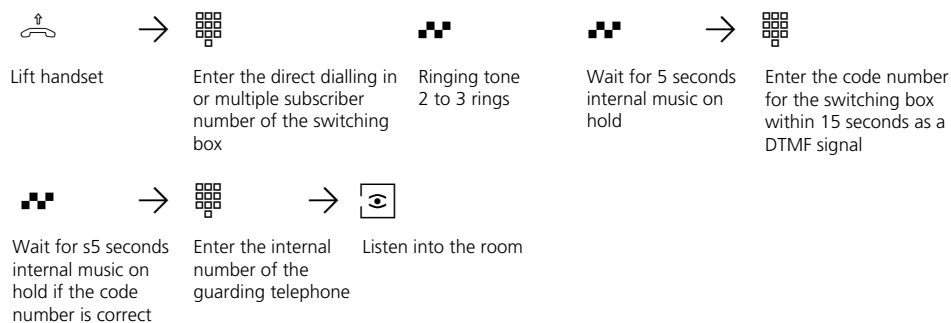 Lift handset
Enter the direct dialling in
or multiple subscriber
number of the switching
box
Ringing tone
2 to 3 rings
Wait for 5 seconds
internal music on
hold
Enter the code number
for the switching box
within 15 seconds as a
DTMF signal
Wait for s5 seconds
internal music on
hold if the code
number is correct
Enter the internal
number of the
guarding telephone
Listen into the room